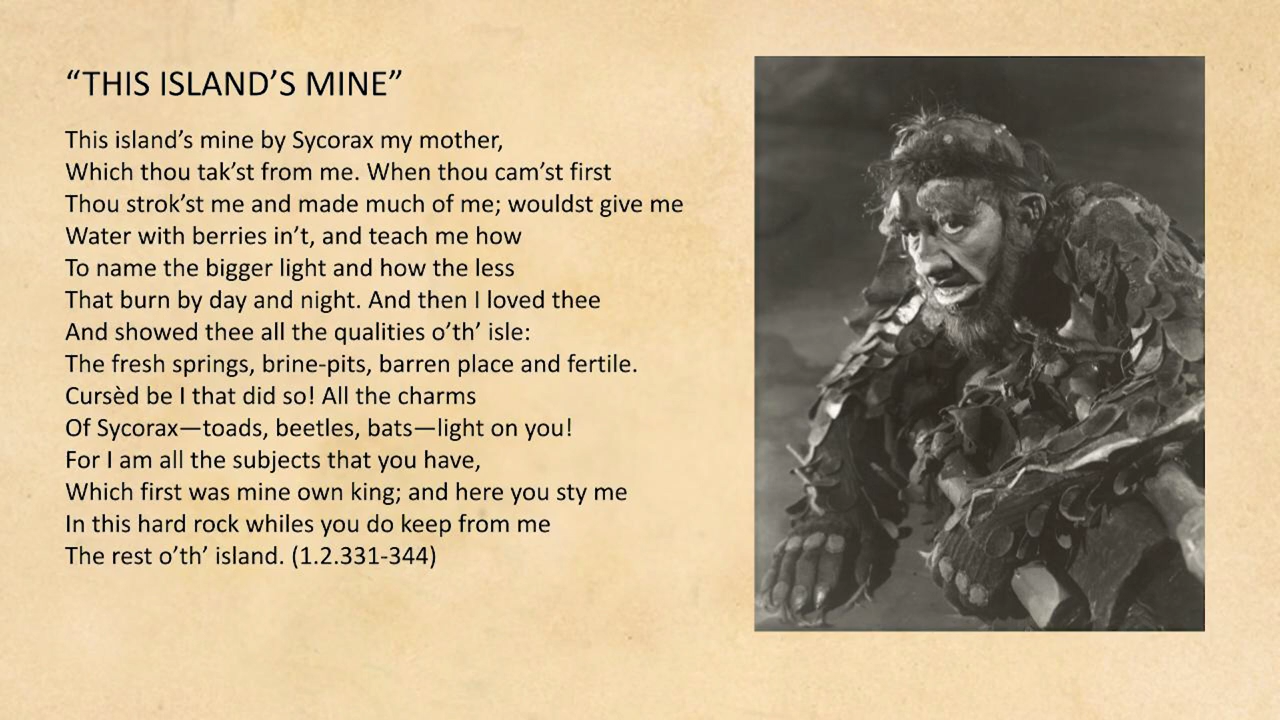 “THIS ISLAND’S MINE”
This island’s mine by Sycorax my mother,
Which thou tak’st from me. When thou cam’st first
Thou strok’st me and made much of me; wouldst give me
Water with berries in’t, and teach me how
To name the bigger light and how the less
That burn by day and night. And then I loved thee
And showed thee all the qualities o’th’ isle:
The fresh springs, brine-pits, barren place and fertile.
Cursèd be I that did so! All the charms
Of Sycorax—toads, beetles, bats—light on you!
For I am all the subjects that you have,
Which first was mine own king; and here you sty me
In this hard rock whiles you do keep from me
The rest o’th’ island. (1.2.331-344)